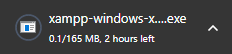 xampp-windows-x....exe
0.1/165 MB, 2 hours left